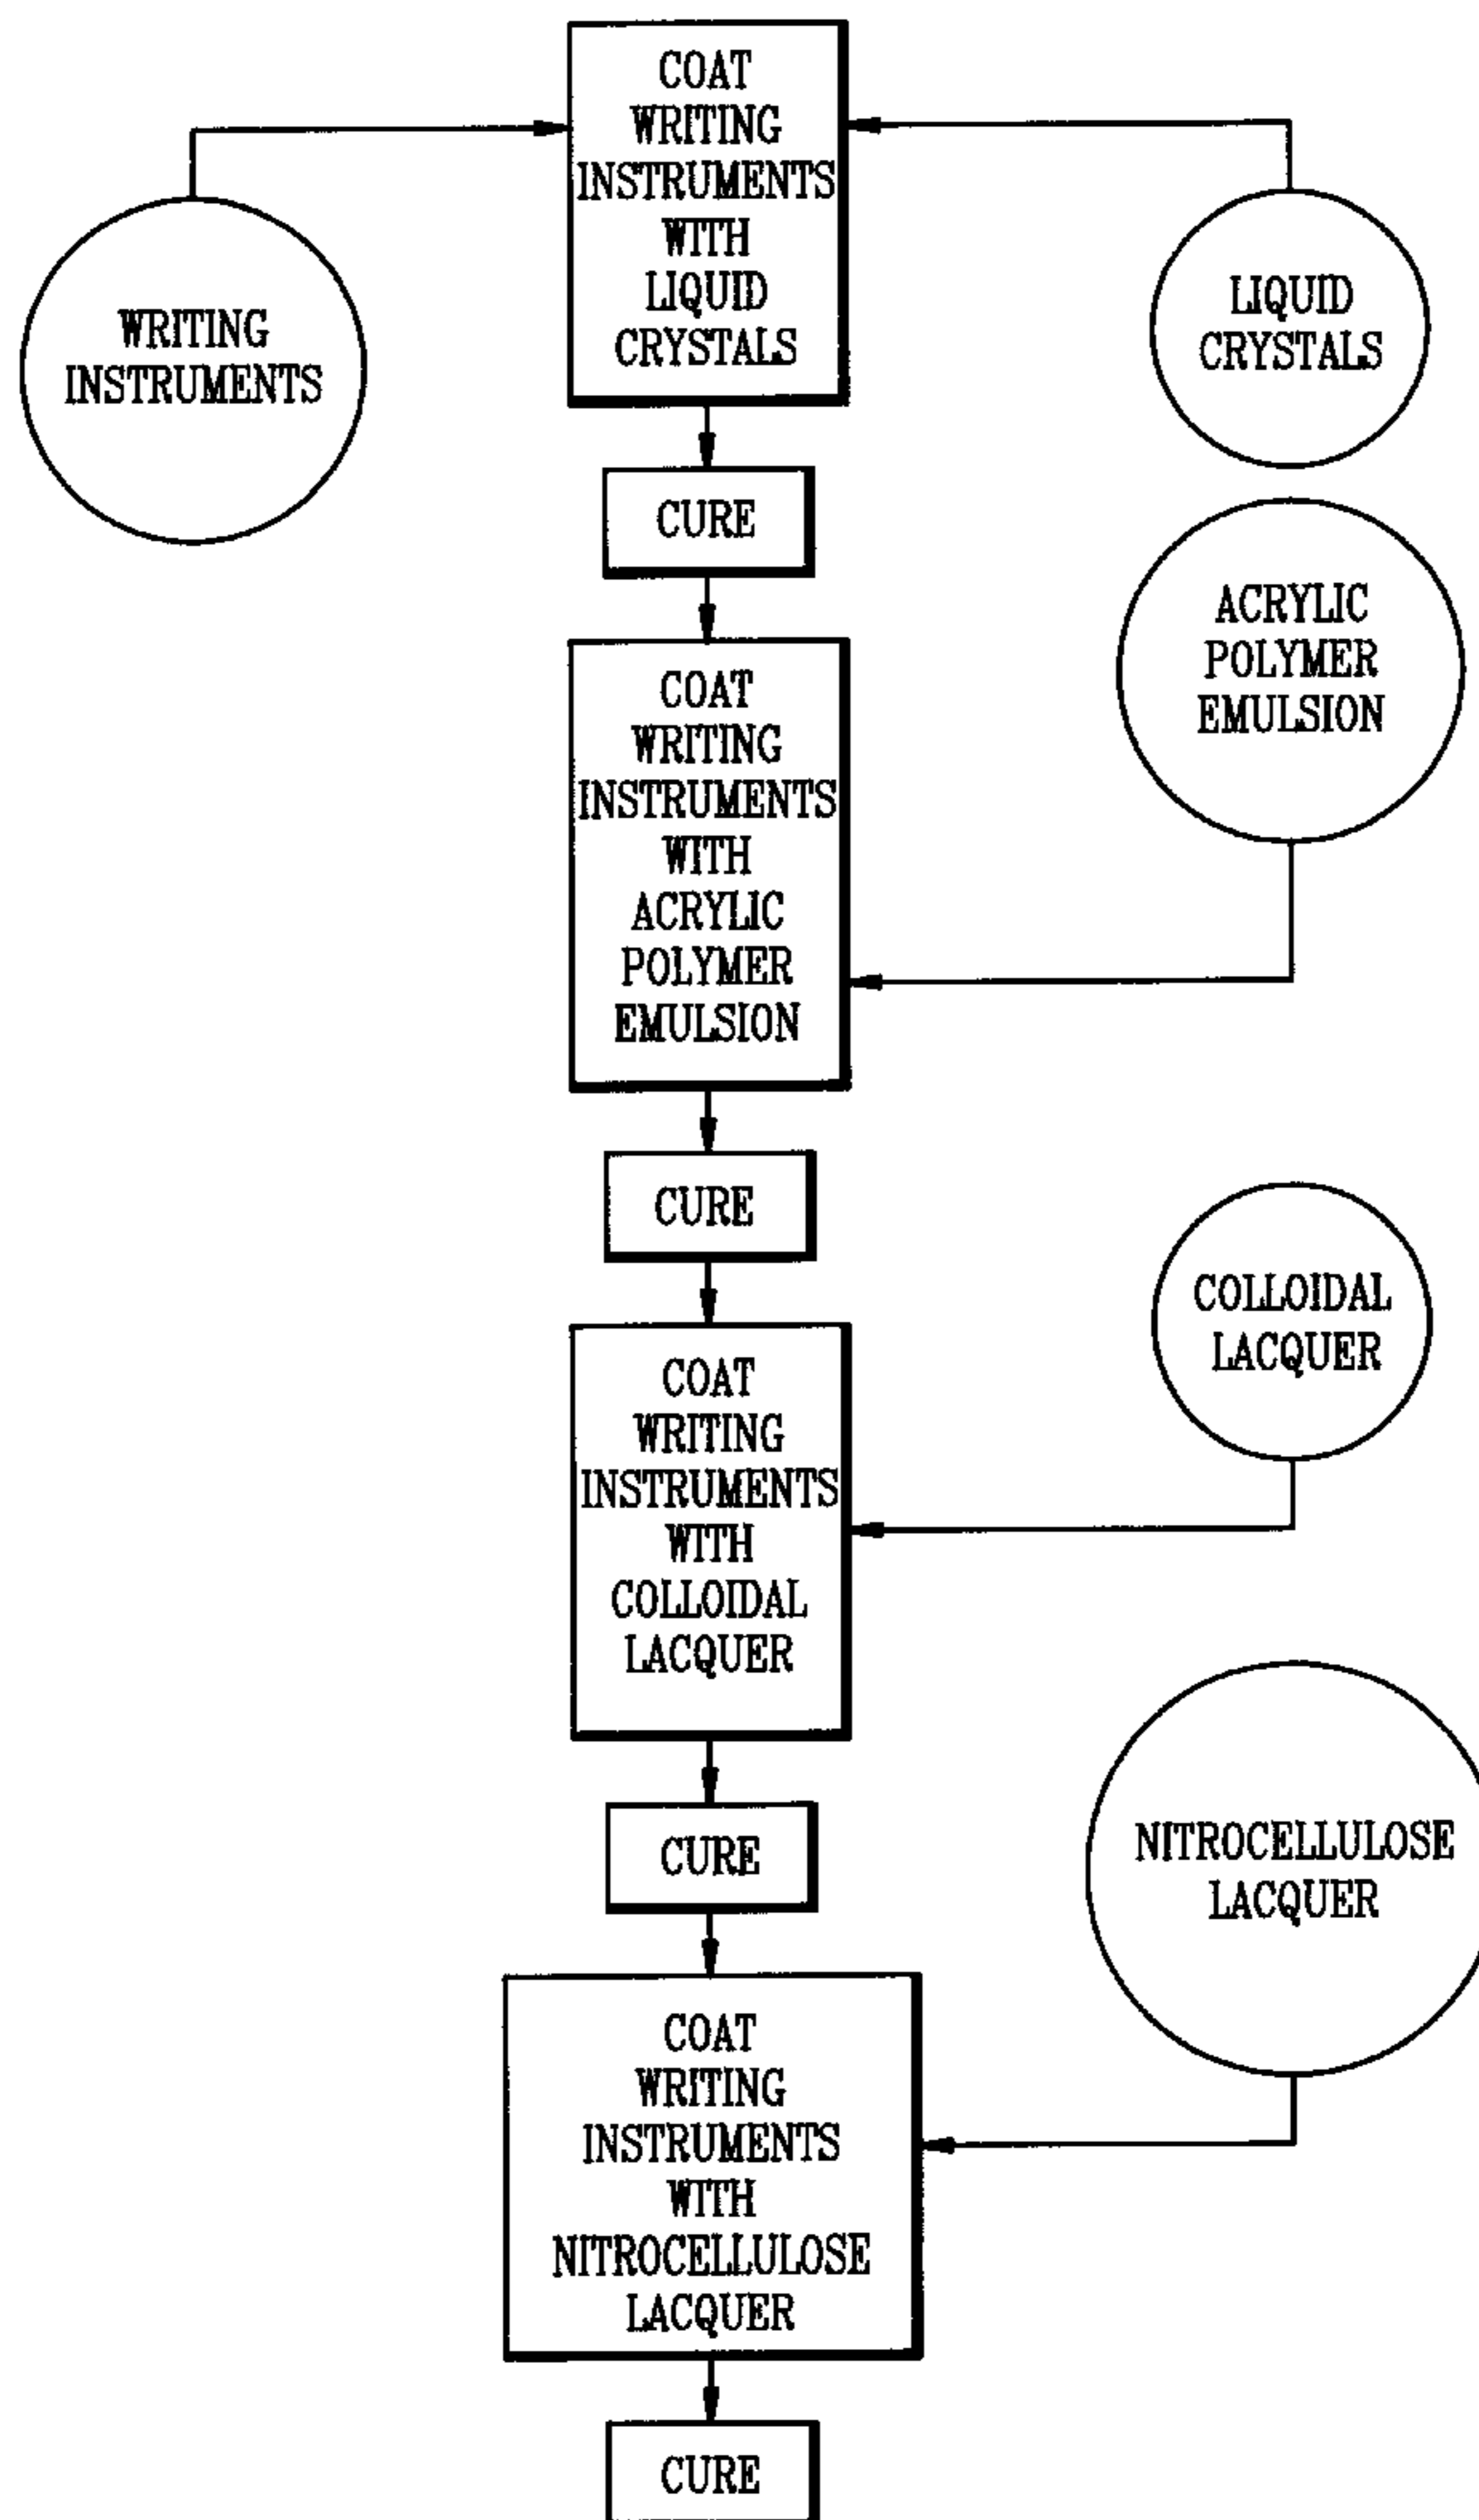 COAT
WRITING
INSTRUMENTS
WITH
LIQUID
CRYSTALS
WRITING
INSTRUMENTS
LIQUID
CRYSTALS
CURE
ACRYLIC
POLYMER
EMULSION
COAT
WRITING
INSTRUMENTS
WITH
ACRYLIC
POLYMER
EMULSION
CURE
COLLOIDAL
LACQUER
COAT
WRITING
INSTRUMENTS
WITH
COLLOIDAL
LACQUER
CURE
NITROCELLULOSE
LACQUER
COAT
WRITING
INSTRUMENTS
WITH
NITROCELLULOSE
LACQUER
CURE